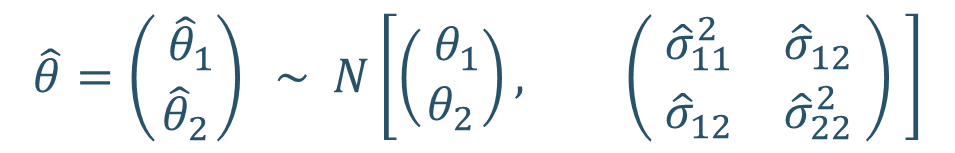 θ̂ = (θ̂₁ θ̂₂) ~ N [(θ₁ θ₂), (σ̂²₁₁ σ̂₁₂ σ̂₁₂ σ̂²₂₂)]